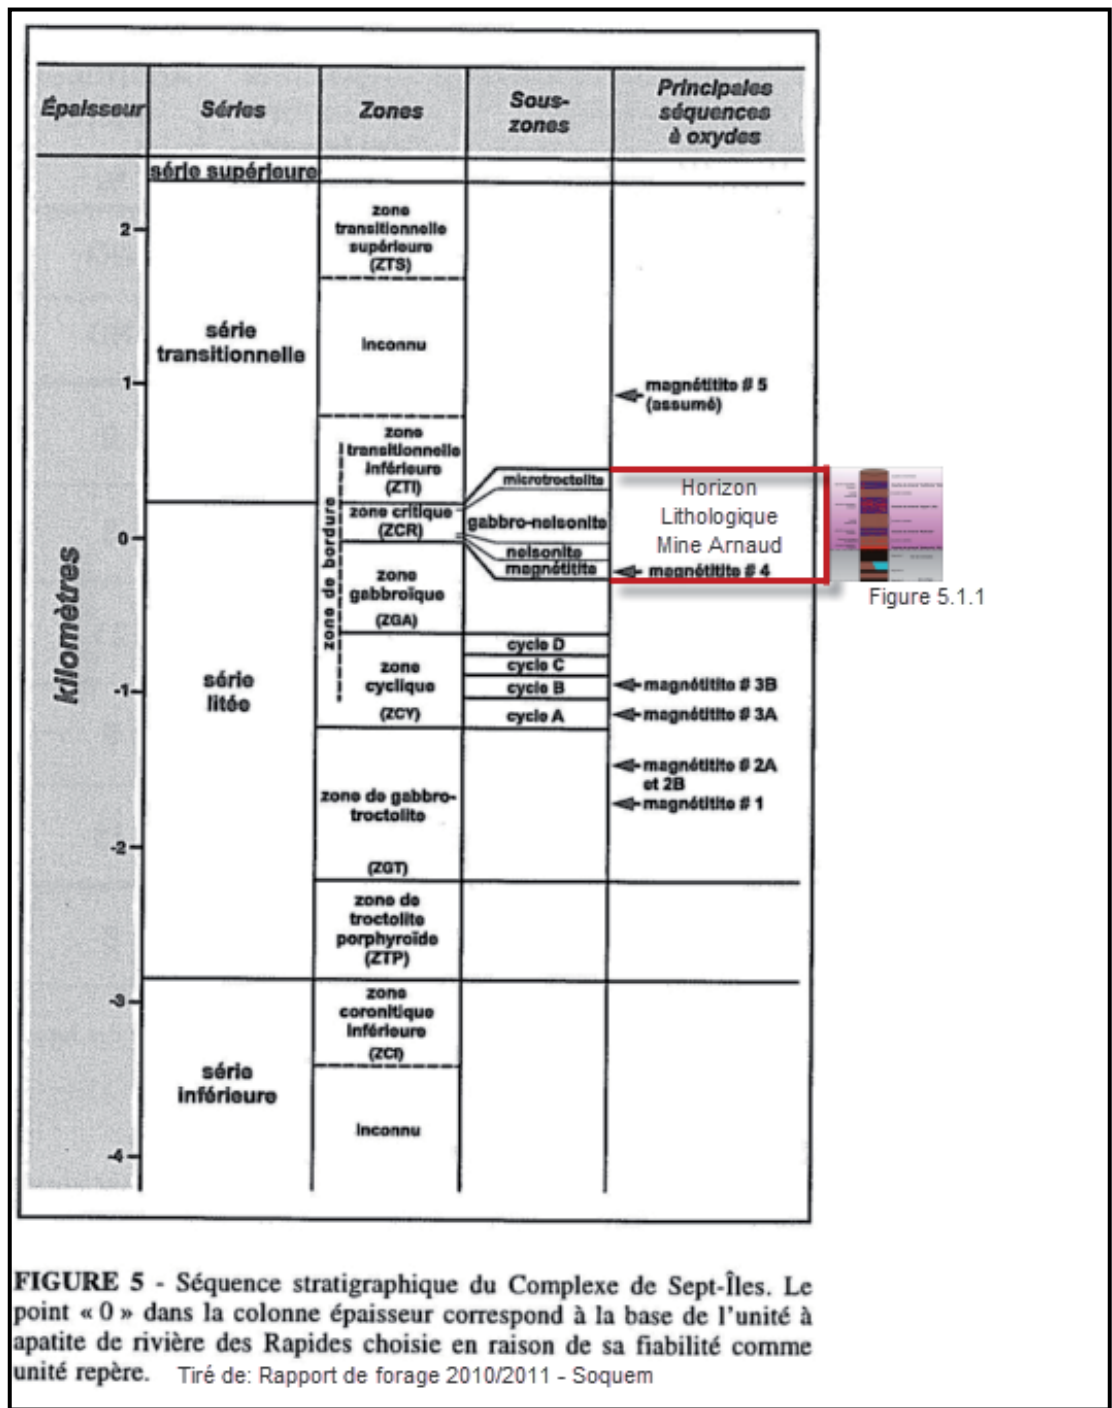 Épaisseur
Séries
Zones
Sous-
zones
Principales
séquences
à oxydes
série supérieure
2
1
0
-1
-2
-3
-4
kilomètres
série
transitionnelle
série
litée
série
inférieure
zone
transitionnelle
supérieure
(ZTS)
inconnu
zone
transitionnelle
inférieure
(ZTI)
zone critique
(ZCR)
zone de bordure
zone
gabbroïque
(ZGA)
zone
cyclique
(ZCY)
zone de gabbro-
troctolite
(ZGT)
zone de
troctolite
porphyroïde
(ZTP)
zone
coronitique
inférieure
(ZCI)
inconnu
microtroctolite
gabbro-nelsonite
nelsonite
magnétitite
cycle D
cycle C
cycle B
cycle A
magnétitite # 5
(assumé)
Horizon
Lithologique
Mine Arnaud
magnétitite # 4
Figure 5.1.1
magnétitite # 3B
magnétitite # 3A
magnétitite # 2A
et 2B
magnétitite # 1
FIGURE 5 - Séquence stratigraphique du Complexe de Sept-Îles. Le
point « 0 » dans la colonne épaisseur correspond à la base de l'unité à
apatite de rivière des Rapides choisie en raison de sa fiabilité comme
unité repère. Tiré de: Rapport de forage 2010/2011 - Soquem